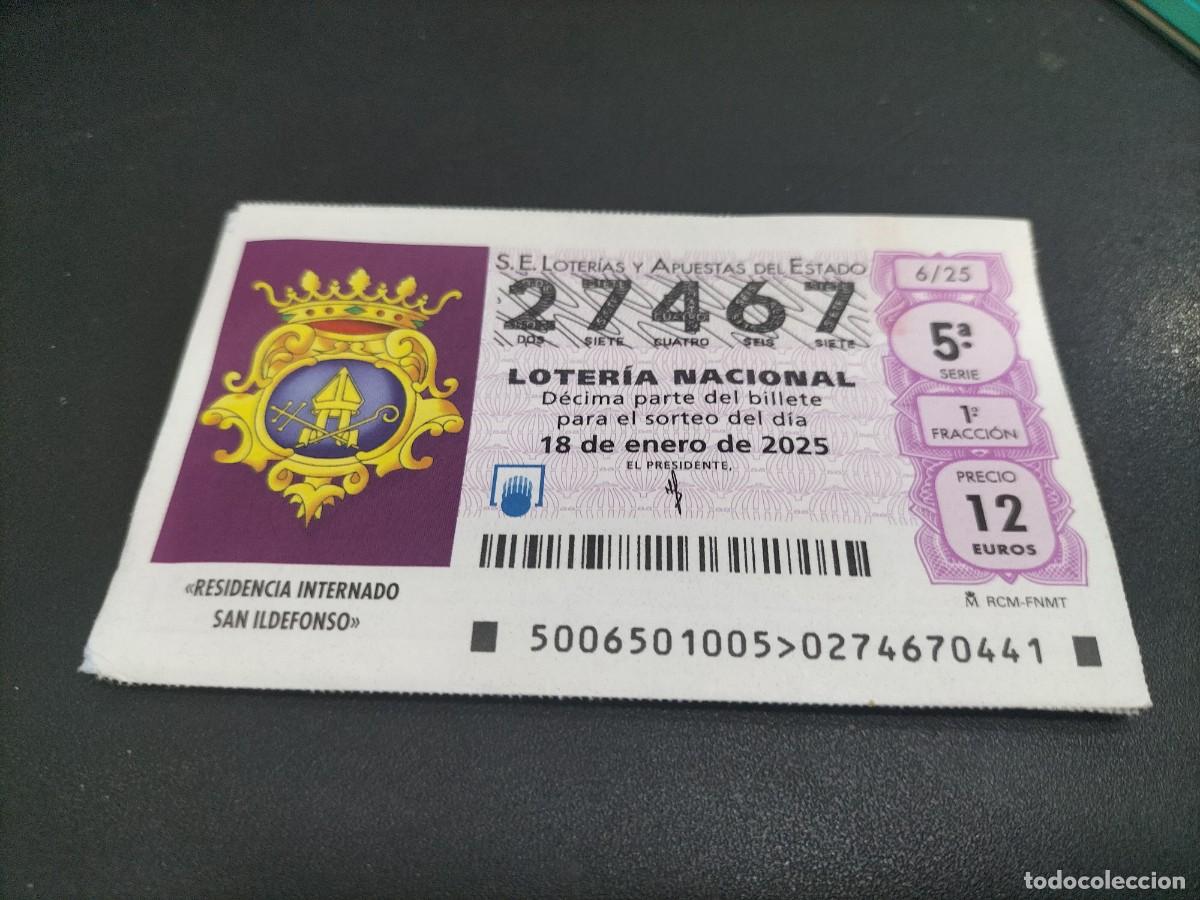 S.E. LOTERÍAS Y APUESTAS DEL ESTADO
27467
DOS SIETE CUATRO SEIS SIETE
LOTERÍA NACIONAL
Décima parte del billete
para el sorteo del día
18 de enero de 2025
EL PRESIDENTE,
6/25
5ª
SERIE
1ª
FRACCIÓN
PRECIO
12
EUROS
RCM-FNMT
«RESIDENCIA INTERNADO
SAN ILDEFONSO»
5006501005>0274670441
todocoleccion